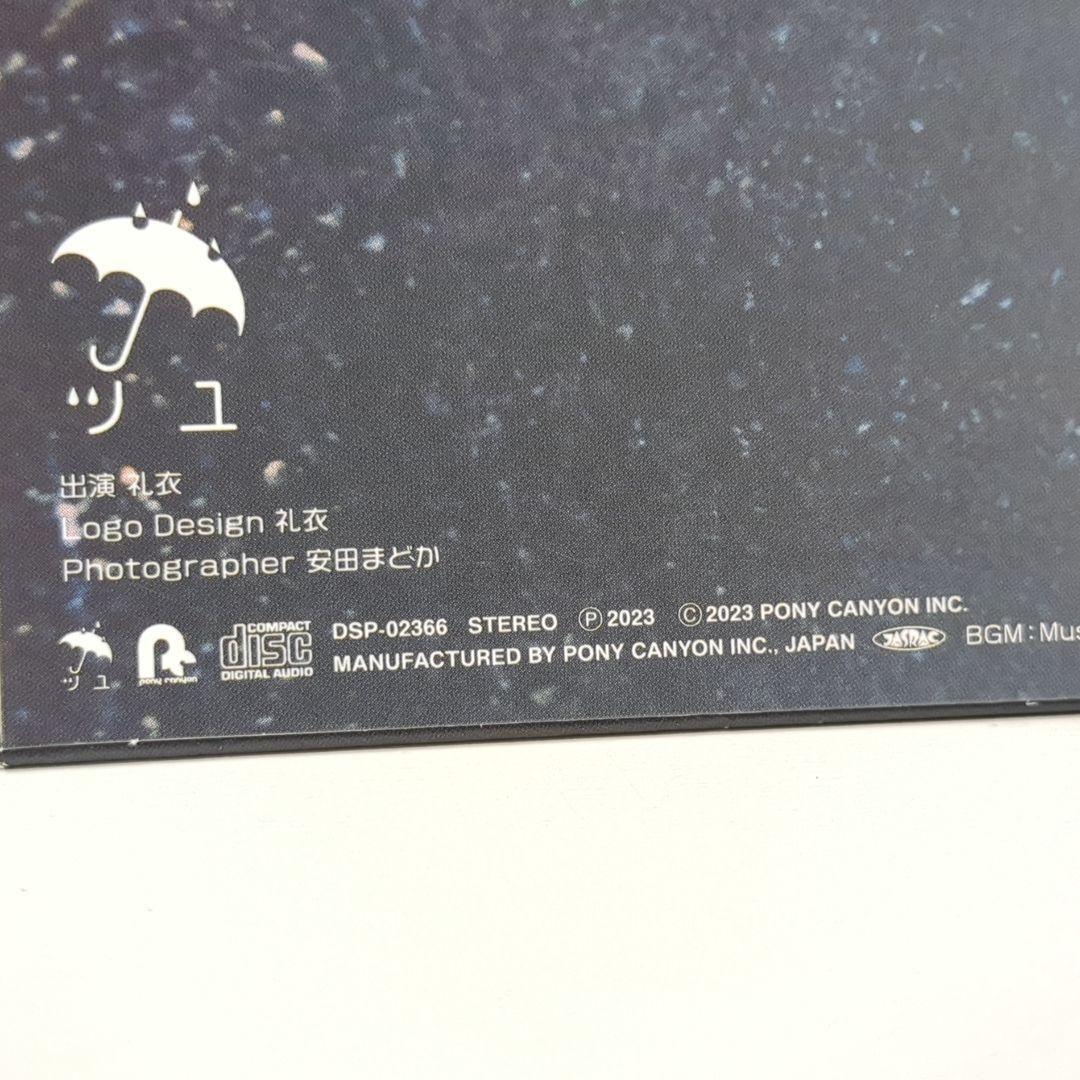 ツユ
出演 礼衣
Logo Design 礼衣
Photographer 安田まどか
ツユ
pony canyon
COMPACT
disc
DIGITAL AUDIO
DSP-02366 STEREO Ⓟ2023 Ⓒ2023 PONY CANYON INC.
MANUFACTURED BY PONY CANYON INC., JAPAN JASRAC BGM:Mus